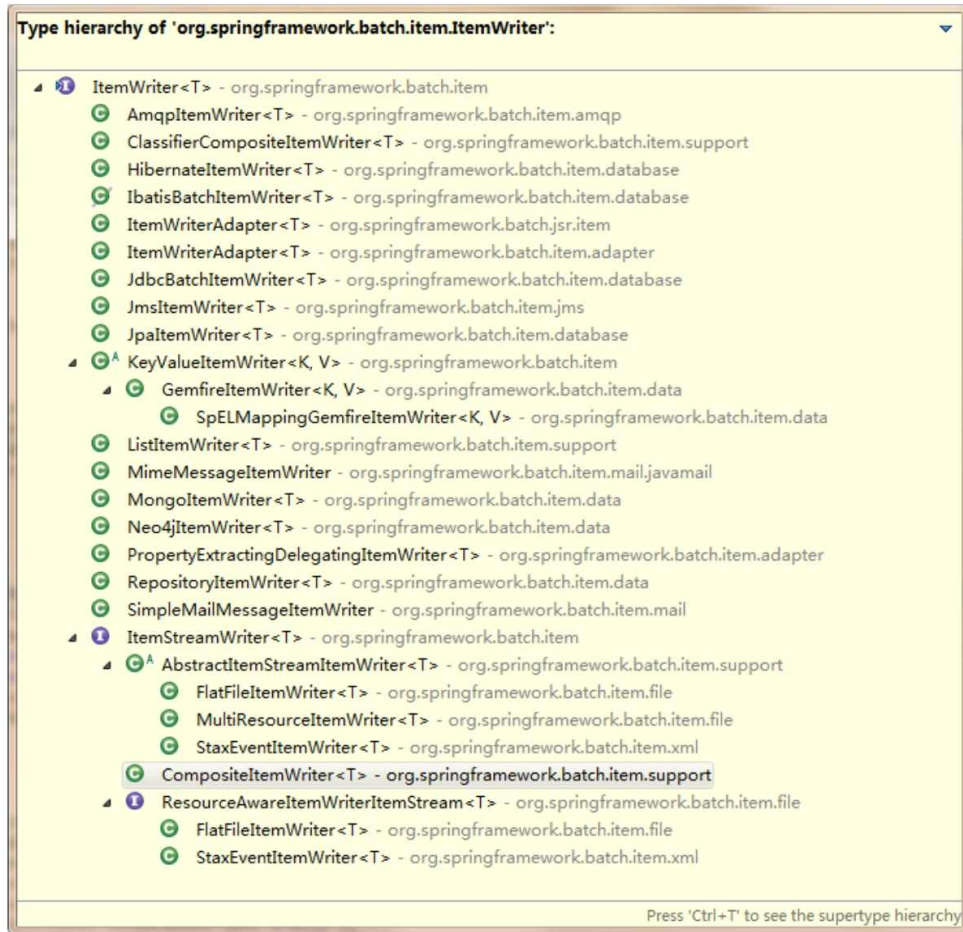 Type hierarchy of 'org.springframework.batch.item.ItemWriter':
ItemWriter<T> - org.springframework.batch.item
AmqpItemWriter<T> - org.springframework.batch.item.amqp
ClassifierCompositeItemWriter<T> - org.springframework.batch.item.support
HibernateItemWriter<T> - org.springframework.batch.item.database
IbatisBatchItemWriter<T> - org.springframework.batch.item.database
ItemWriterAdapter<T> - org.springframework.batch.jsr.item
ItemWriterAdapter<T> - org.springframework.batch.item.adapter
JdbcBatchItemWriter<T> - org.springframework.batch.item.database
JmsItemWriter<T> - org.springframework.batch.item.jms
JpaItemWriter<T> - org.springframework.batch.item.database
KeyValueItemWriter<K, V> - org.springframework.batch.item
GemfireItemWriter<K, V> - org.springframework.batch.item.data
SpELMappingGemfireItemWriter<K, V> - org.springframework.batch.item.data
ListItemWriter<T> - org.springframework.batch.item.support
MimeMessageItemWriter - org.springframework.batch.item.mail.javamail
MongoItemWriter<T> - org.springframework.batch.item.data
Neo4jItemWriter<T> - org.springframework.batch.item.data
PropertyExtractingDelegatingItemWriter<T> - org.springframework.batch.item.adapter
RepositoryItemWriter<T> - org.springframework.batch.item.data
SimpleMailMessageItemWriter - org.springframework.batch.item.mail
ItemStreamWriter<T> - org.springframework.batch.item
AbstractItemStreamItemWriter<T> - org.springframework.batch.item.support
FlatFileItemWriter<T> - org.springframework.batch.item.file
MultiResourceItemWriter<T> - org.springframework.batch.item.file
StaxEventItemWriter<T> - org.springframework.batch.item.xml
CompositeItemWriter<T> - org.springframework.batch.item.support
ResourceAwareItemWriterItemStream<T> - org.springframework.batch.item.file
FlatFileItemWriter<T> - org.springframework.batch.item.file
StaxEventItemWriter<T> - org.springframework.batch.item.xml
Press 'Ctrl+T' to see the supertype hierarchy